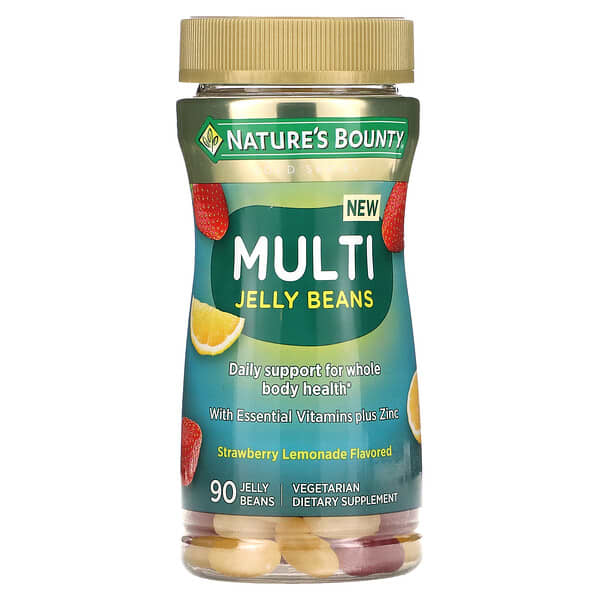 NATURE'S BOUNTY
NEW
MULTI
JELLY BEANS
Daily support for whole
body health*
With Essential Vitamins plus Zinc
Strawberry Lemonade Flavored
90 JELLY BEANS
VEGETARIAN
DIETARY SUPPLEMENT